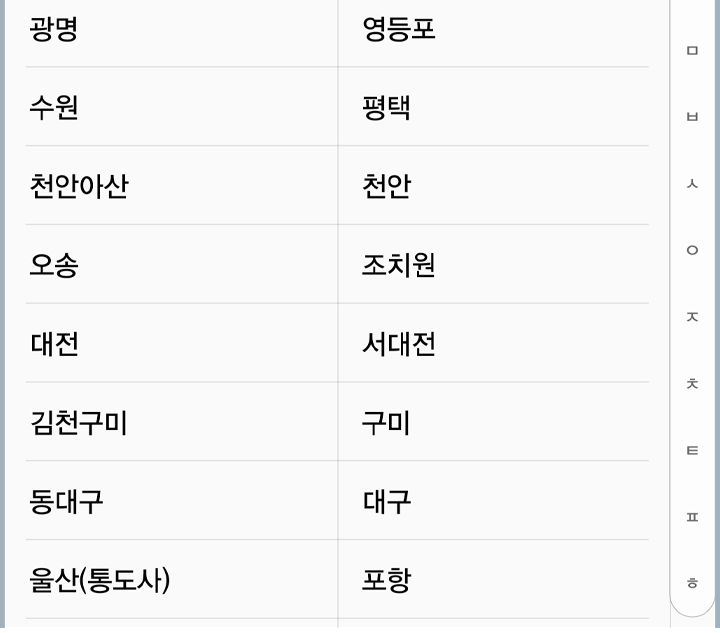 광명 영등포
수원 평택
천안아산 천안
오송 조치원
대전 서대전
김천구미 구미
동대구 대구
울산(통도사) 포항
ㅁ
ㅂ
ㅅ
ㅇ
ㅈ
ㅊ
ㅌ
ㅍ
ㅎ